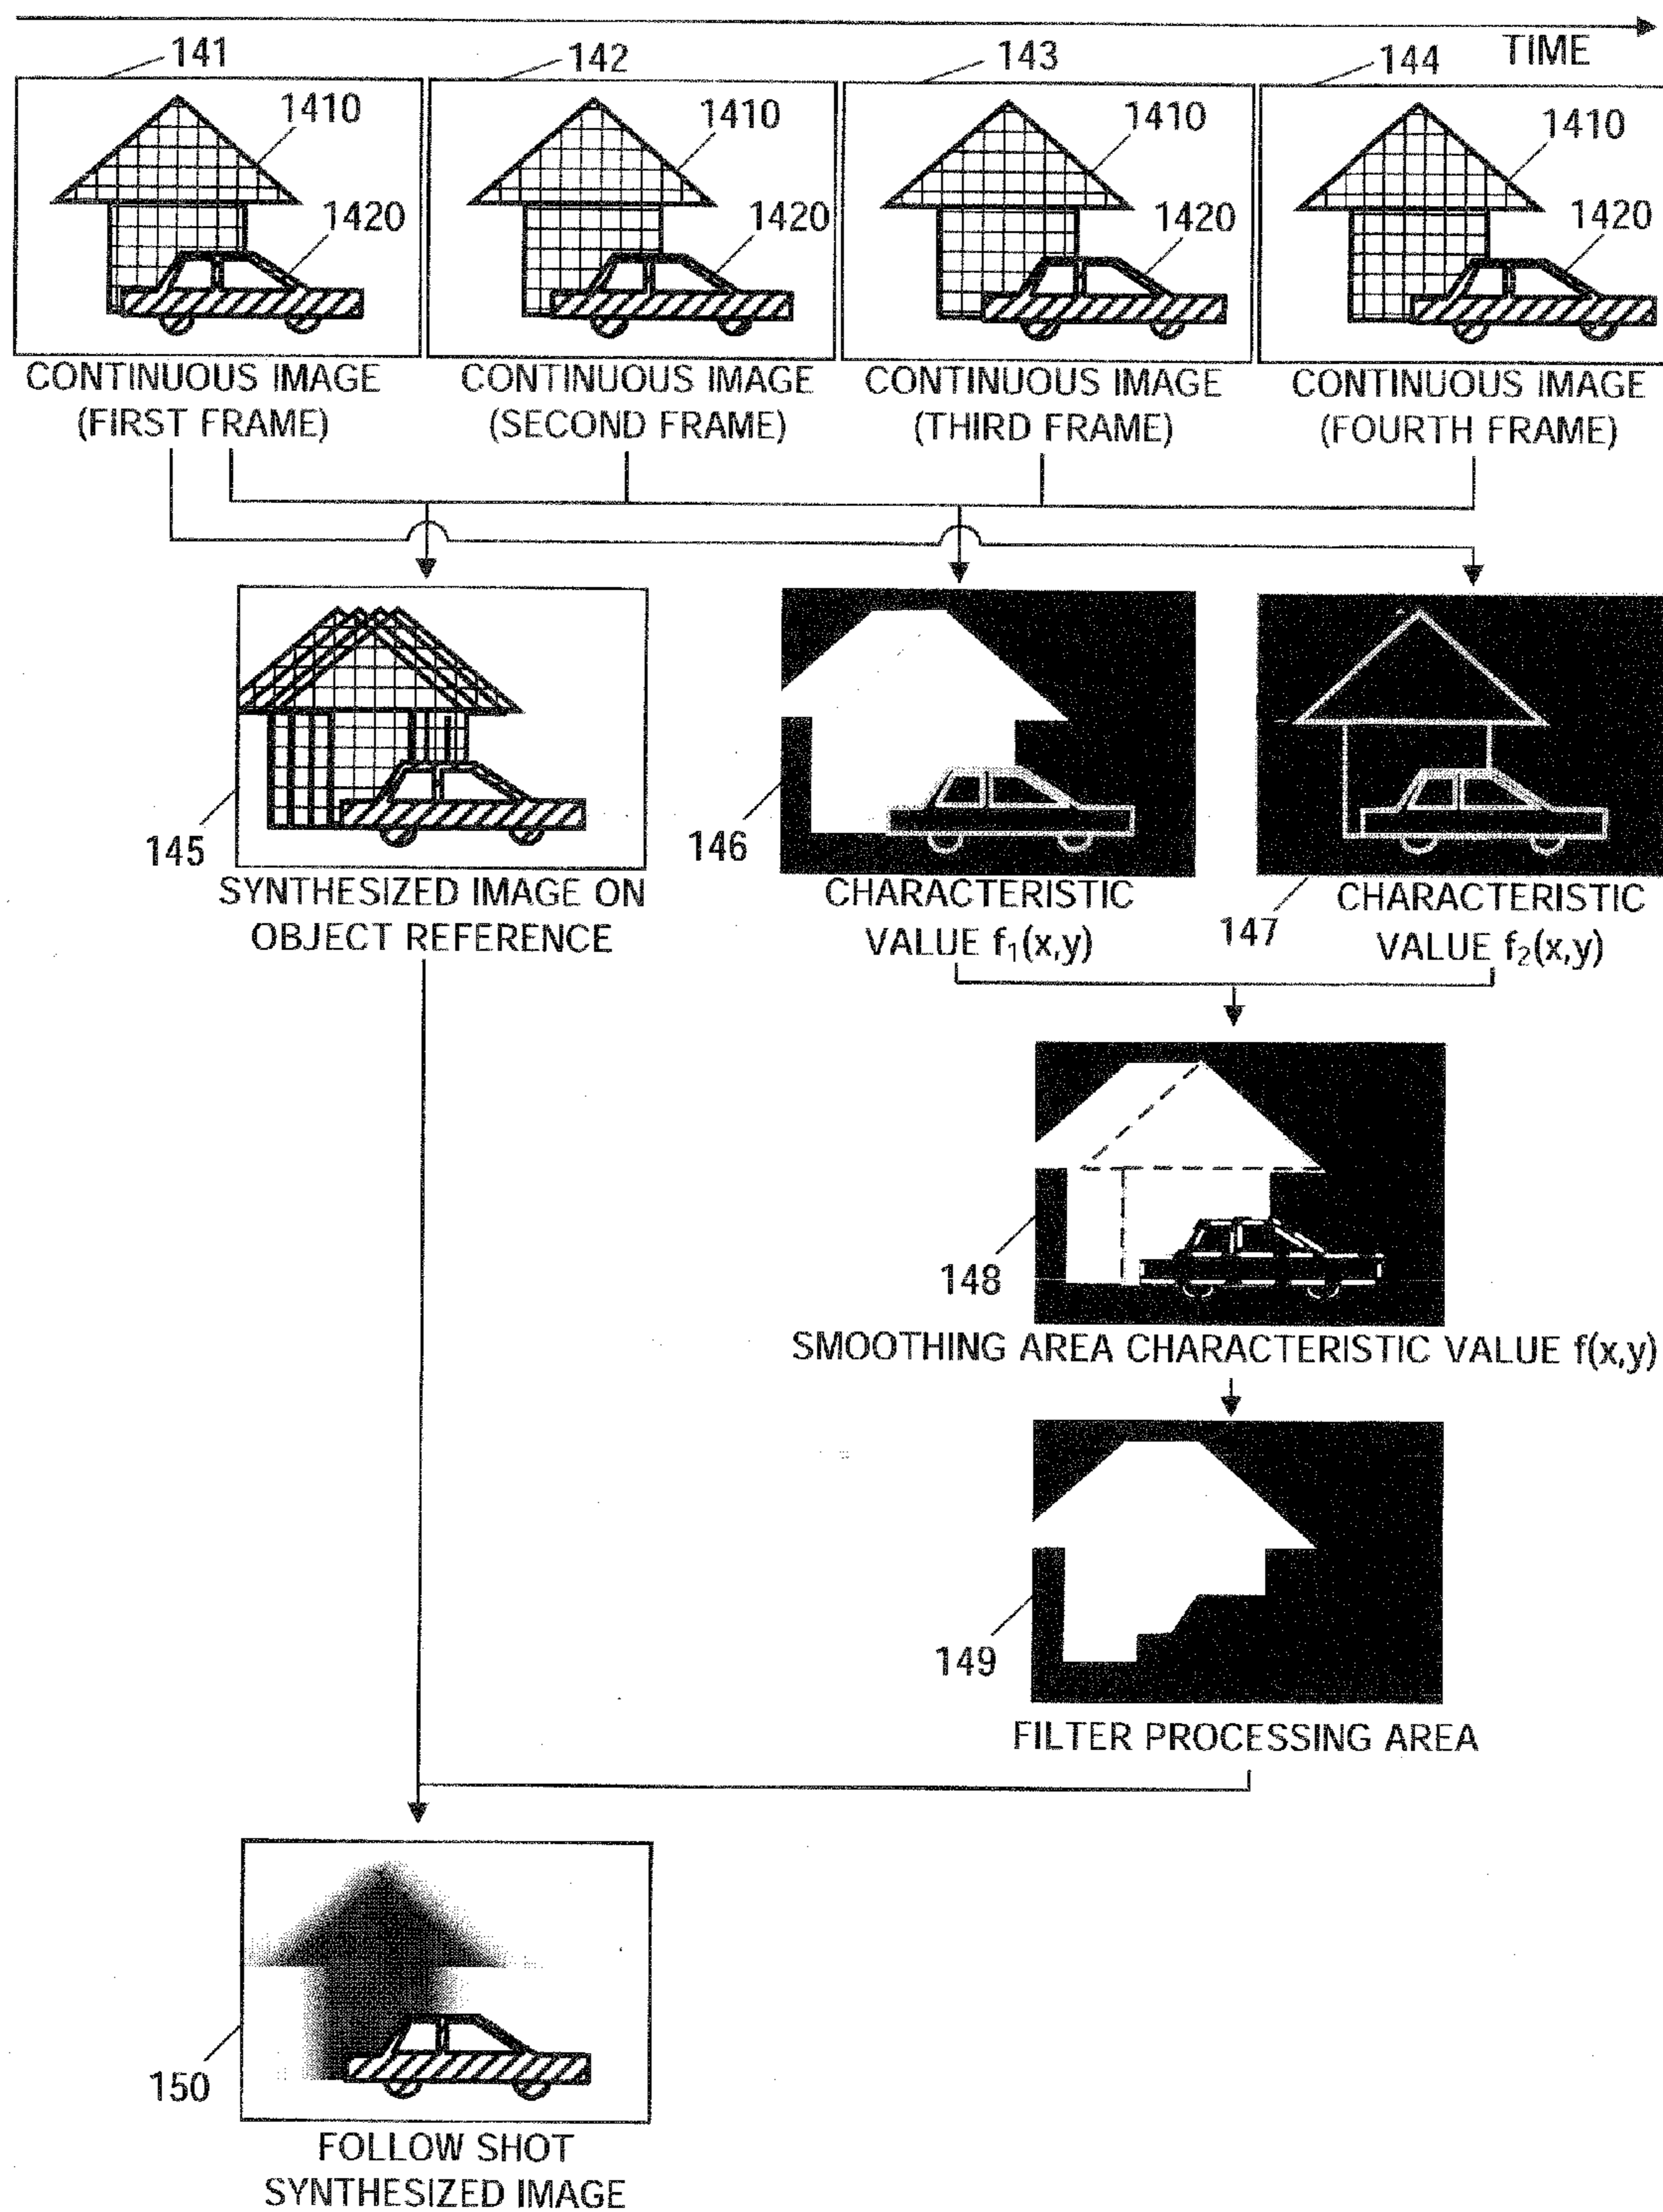 TIME
141
142
143
144
1410
1410
1410
1410
1420
1420
1420
1420
CONTINUOUS IMAGE
(FIRST FRAME)
CONTINUOUS IMAGE
(SECOND FRAME)
CONTINUOUS IMAGE
(THIRD FRAME)
CONTINUOUS IMAGE
(FOURTH FRAME)
145
SYNTHESIZED IMAGE ON
OBJECT REFERENCE
146
CHARACTERISTIC
VALUE f₁(x,y)
147
CHARACTERISTIC
VALUE f₂(x,y)
148
SMOOTHING AREA CHARACTERISTIC VALUE f(x,y)
149
FILTER PROCESSING AREA
150
FOLLOW SHOT
SYNTHESIZED IMAGE